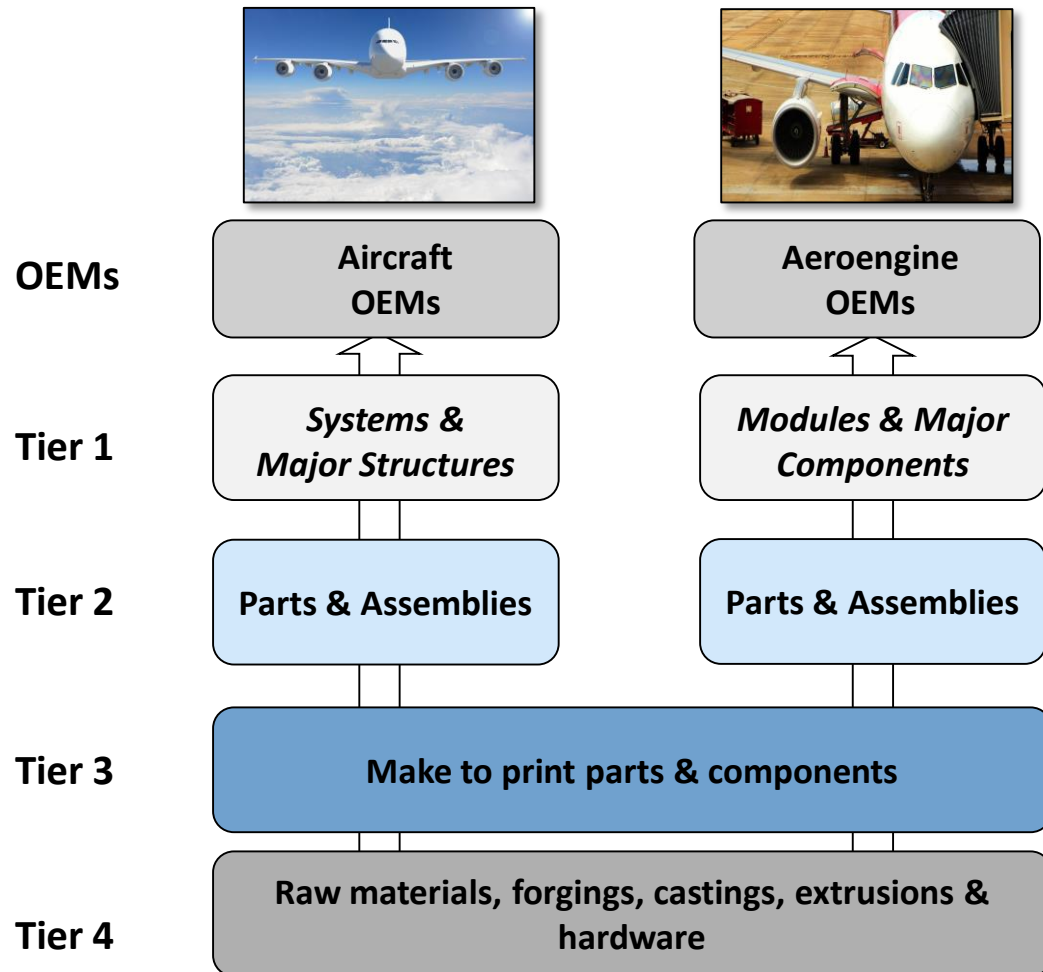 OEMs
Aircraft
OEMs
Aeroengine
OEMs
Tier 1
Systems &
Major Structures
Modules & Major
Components
Tier 2
Parts & Assemblies
Parts & Assemblies
Tier 3
Make to print parts & components
Tier 4
Raw materials, forgings, castings, extrusions &
hardware